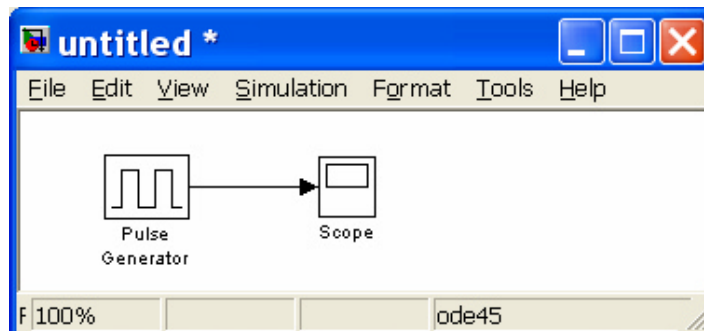 untitled *
File Edit View Simulation Format Tools Help
Pulse
Generator
Scope
F 100% ode45